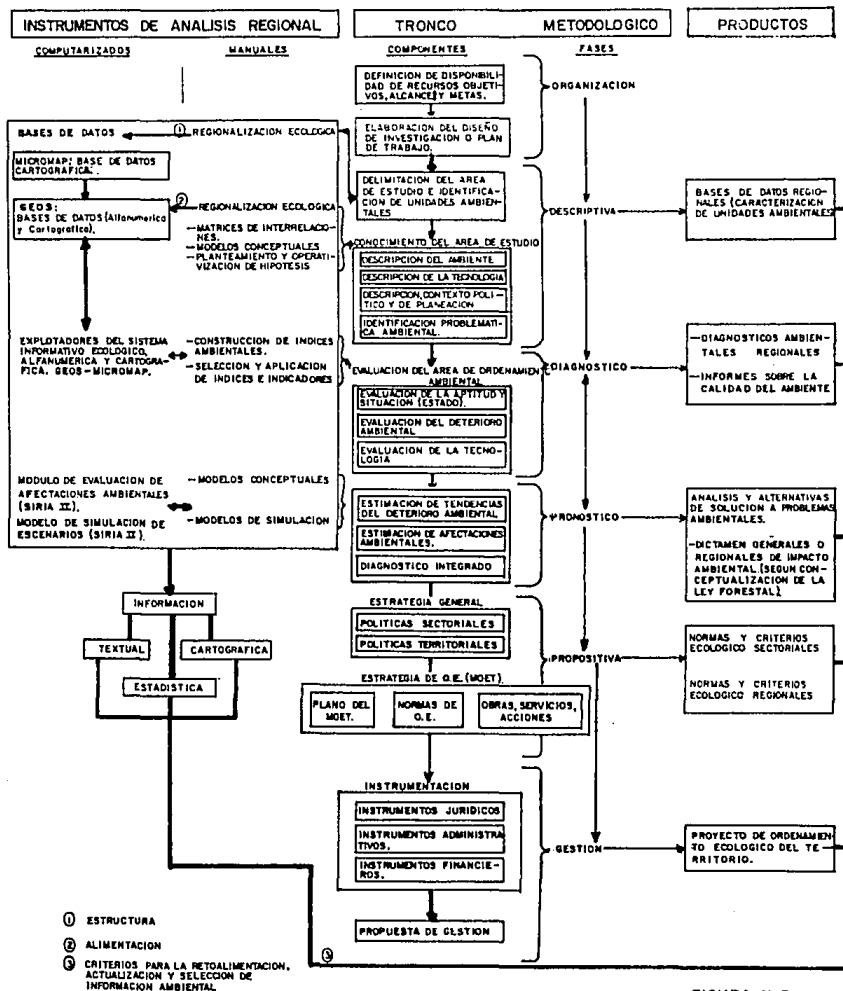 INSTRUMENTOS DE ANALISIS REGIONAL
COMPUTARIZADOS
MANUALES
TRONCO METODOLOGICO
COMPONENTES
FASES
PRODUCTOS
BASES DE DATOS
① REGIONALIZACION ECOLOGICA
MICROMAP: BASE DE DATOS
CARTOGRAFICA.
GEOS:
BASES DE DATOS (Alfanumerica
y Cartografica).
② REGIONALIZACION ECOLOGICA
—MATRICES DE INTERRELACIO-
NES.
—MODELOS CONCEPTUALES
—PLANTEAMIENTO Y OPERATI-
VIZACION DE HIPOTESIS
EXPLOTADORES DEL SISTEMA
INFORMATIVO ECOLOGICO,
ALFANUMERICA Y CARTOGRA-
FICA. GEOS-MICROMAP.
—CONSTRUCCION DE INDICES
AMBIENTALES.
—SELECCION Y APLICACION
DE INDICES E INDICADORES
MODULO DE EVALUACION DE
AFECTACIONES AMBIENTALES
(SIRIA II).
—MODELOS CONCEPTUALES
MODELO DE SIMULACION DE
ESCENARIOS (SIRIA II).
—MODELOS DE SIMULACION
INFORMACION
TEXTUAL
CARTOGRAFICA
ESTADISTICA
DEFINICION DE DISPONIBILI-
DAD DE RECURSOS OBJETI-
VOS, ALCANCE Y METAS.
ELABORACION DEL DISEÑO
DE INVESTIGACION O PLAN
DE TRABAJO.
DELIMITACION DEL AREA
DE ESTUDIO E IDENTIFICA-
CION DE UNIDADES AMBIEN-
TALES
CONOCIMIENTO DEL AREA DE ESTUDIO
DESCRIPCION DEL AMBIENTE
DESCRIPCION DE LA TECNOLOGIA
DESCRIPCION, CONTEXTO POLI-
TICO Y DE PLANEACION
IDENTIFICACION PROBLEMATI-
CA AMBIENTAL.
EVALUACION DEL AREA DE ORDENAMIEN
AMBIENTAL
EVALUACION DE LA APTITUD Y
SITUACION (ESTADO).
EVALUACION DEL DETERIORO
AMBIENTAL
EVALUACION DE LA TECNO-
LOGIA
ESTIMACION DE TENDENCIAS
DEL DETERIORO AMBIENTAL
ESTIMACION DE AFECTACIONES
AMBIENTALES.
DIAGNOSTICO INTEGRADO
ESTRATEGIA GENERAL
POLITICAS SECTORIALES
POLITICAS TERRITORIALES
ESTRATEGIA DE O.E. (MOET)
PLANO DEL
MOET.
NORMAS DE
O.E.
OBRAS, SERVICIOS,
ACCIONES
INSTRUMENTACION
INSTRUMENTOS JURIDICOS
INSTRUMENTOS ADMINISTRA
TIVOS.
INSTRUMENTOS FINANCIE-
ROS.
PROPUESTA DE GESTION
ORGANIZACION
DESCRIPTIVA
DIAGNOSTICO
PRONOSTICO
PROPOSITIVA
GESTION
BASES DE DATOS REGIO-
NALES (CARACTERIZACION
DE UNIDADES AMBIENTALES
—DIAGNOSTICOS AMBIEN-
TALES REGIONALES
—INFORMES SOBRE LA
CALIDAD DEL AMBIENTE
ANALISIS Y ALTERNATIVAS
DE SOLUCION A PROBLEMAS
AMBIENTALES.
—DICTAMEN GENERALES O
REGIONALES DE IMPACTO
AMBIENTAL. (SEGUN CON-
CEPTUALIZACION DE LA
LEY FORESTAL)
NORMAS Y CRITERIOS
ECOLOGICO SECTORIALES
NORMAS Y CRITERIOS
ECOLOGICO REGIONALES
PROYECTO DE ORDENAMIEN
TO ECOLOGICO DEL TE
RRITORIO.
① ESTRUCTURA
② ALIMENTACION
③ CRITERIOS PARA LA RETOALIMENTACION,
ACTUALIZACION Y SELECCION DE
INFORMACION AMBIENTAL
③